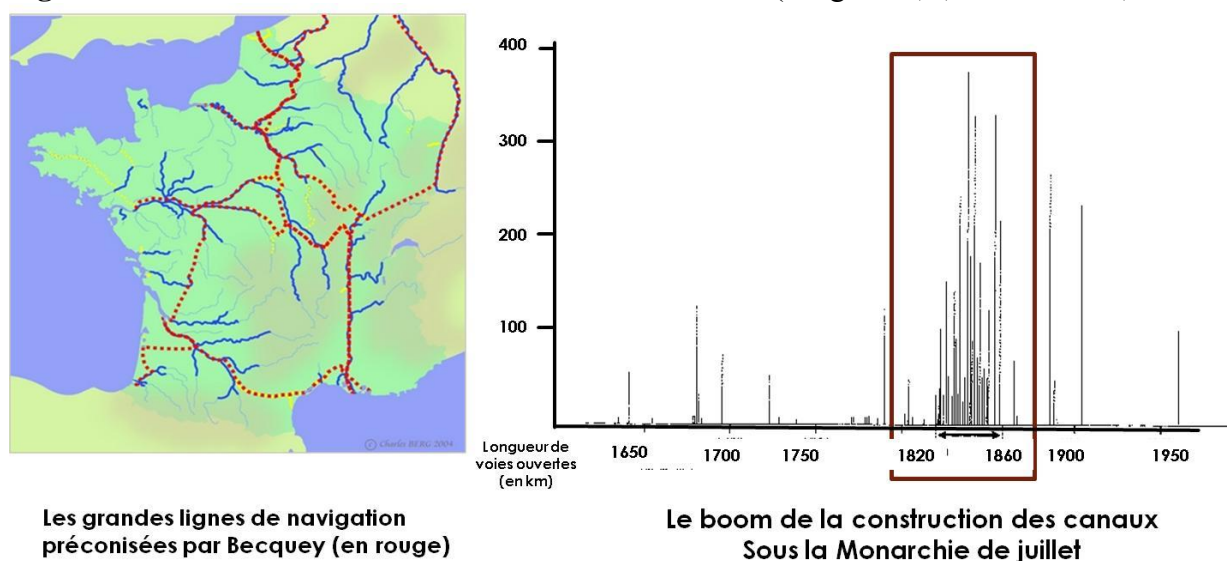 © Charles BERG 2004
Les grandes lignes de navigation
préconisées par Becquey (en rouge)
400
300
200
100
Longueur de
voies ouvertes
(en km)
1650
1700
1750
1820
1860
1900
1950
Le boom de la construction des canaux
Sous la Monarchie de juillet